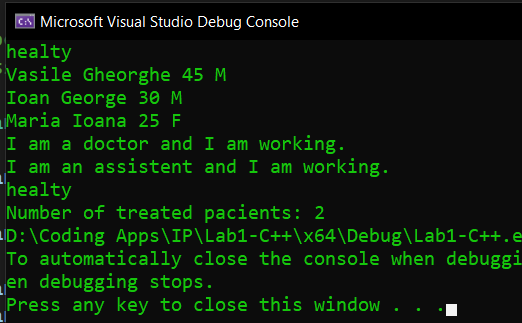 Microsoft Visual Studio Debug Console
healty
Vasile Gheorghe 45 M
Ioan George 30 M
Maria Ioana 25 F
I am a doctor and I am working.
I am an assistent and I am working.
healty
Number of treated pacients: 2
D:\Coding Apps\IP\Lab1-C++\x64\Debug\Lab1-C++.e
To automatically close the console when debuggi
en debugging stops.
Press any key to close this window . . .